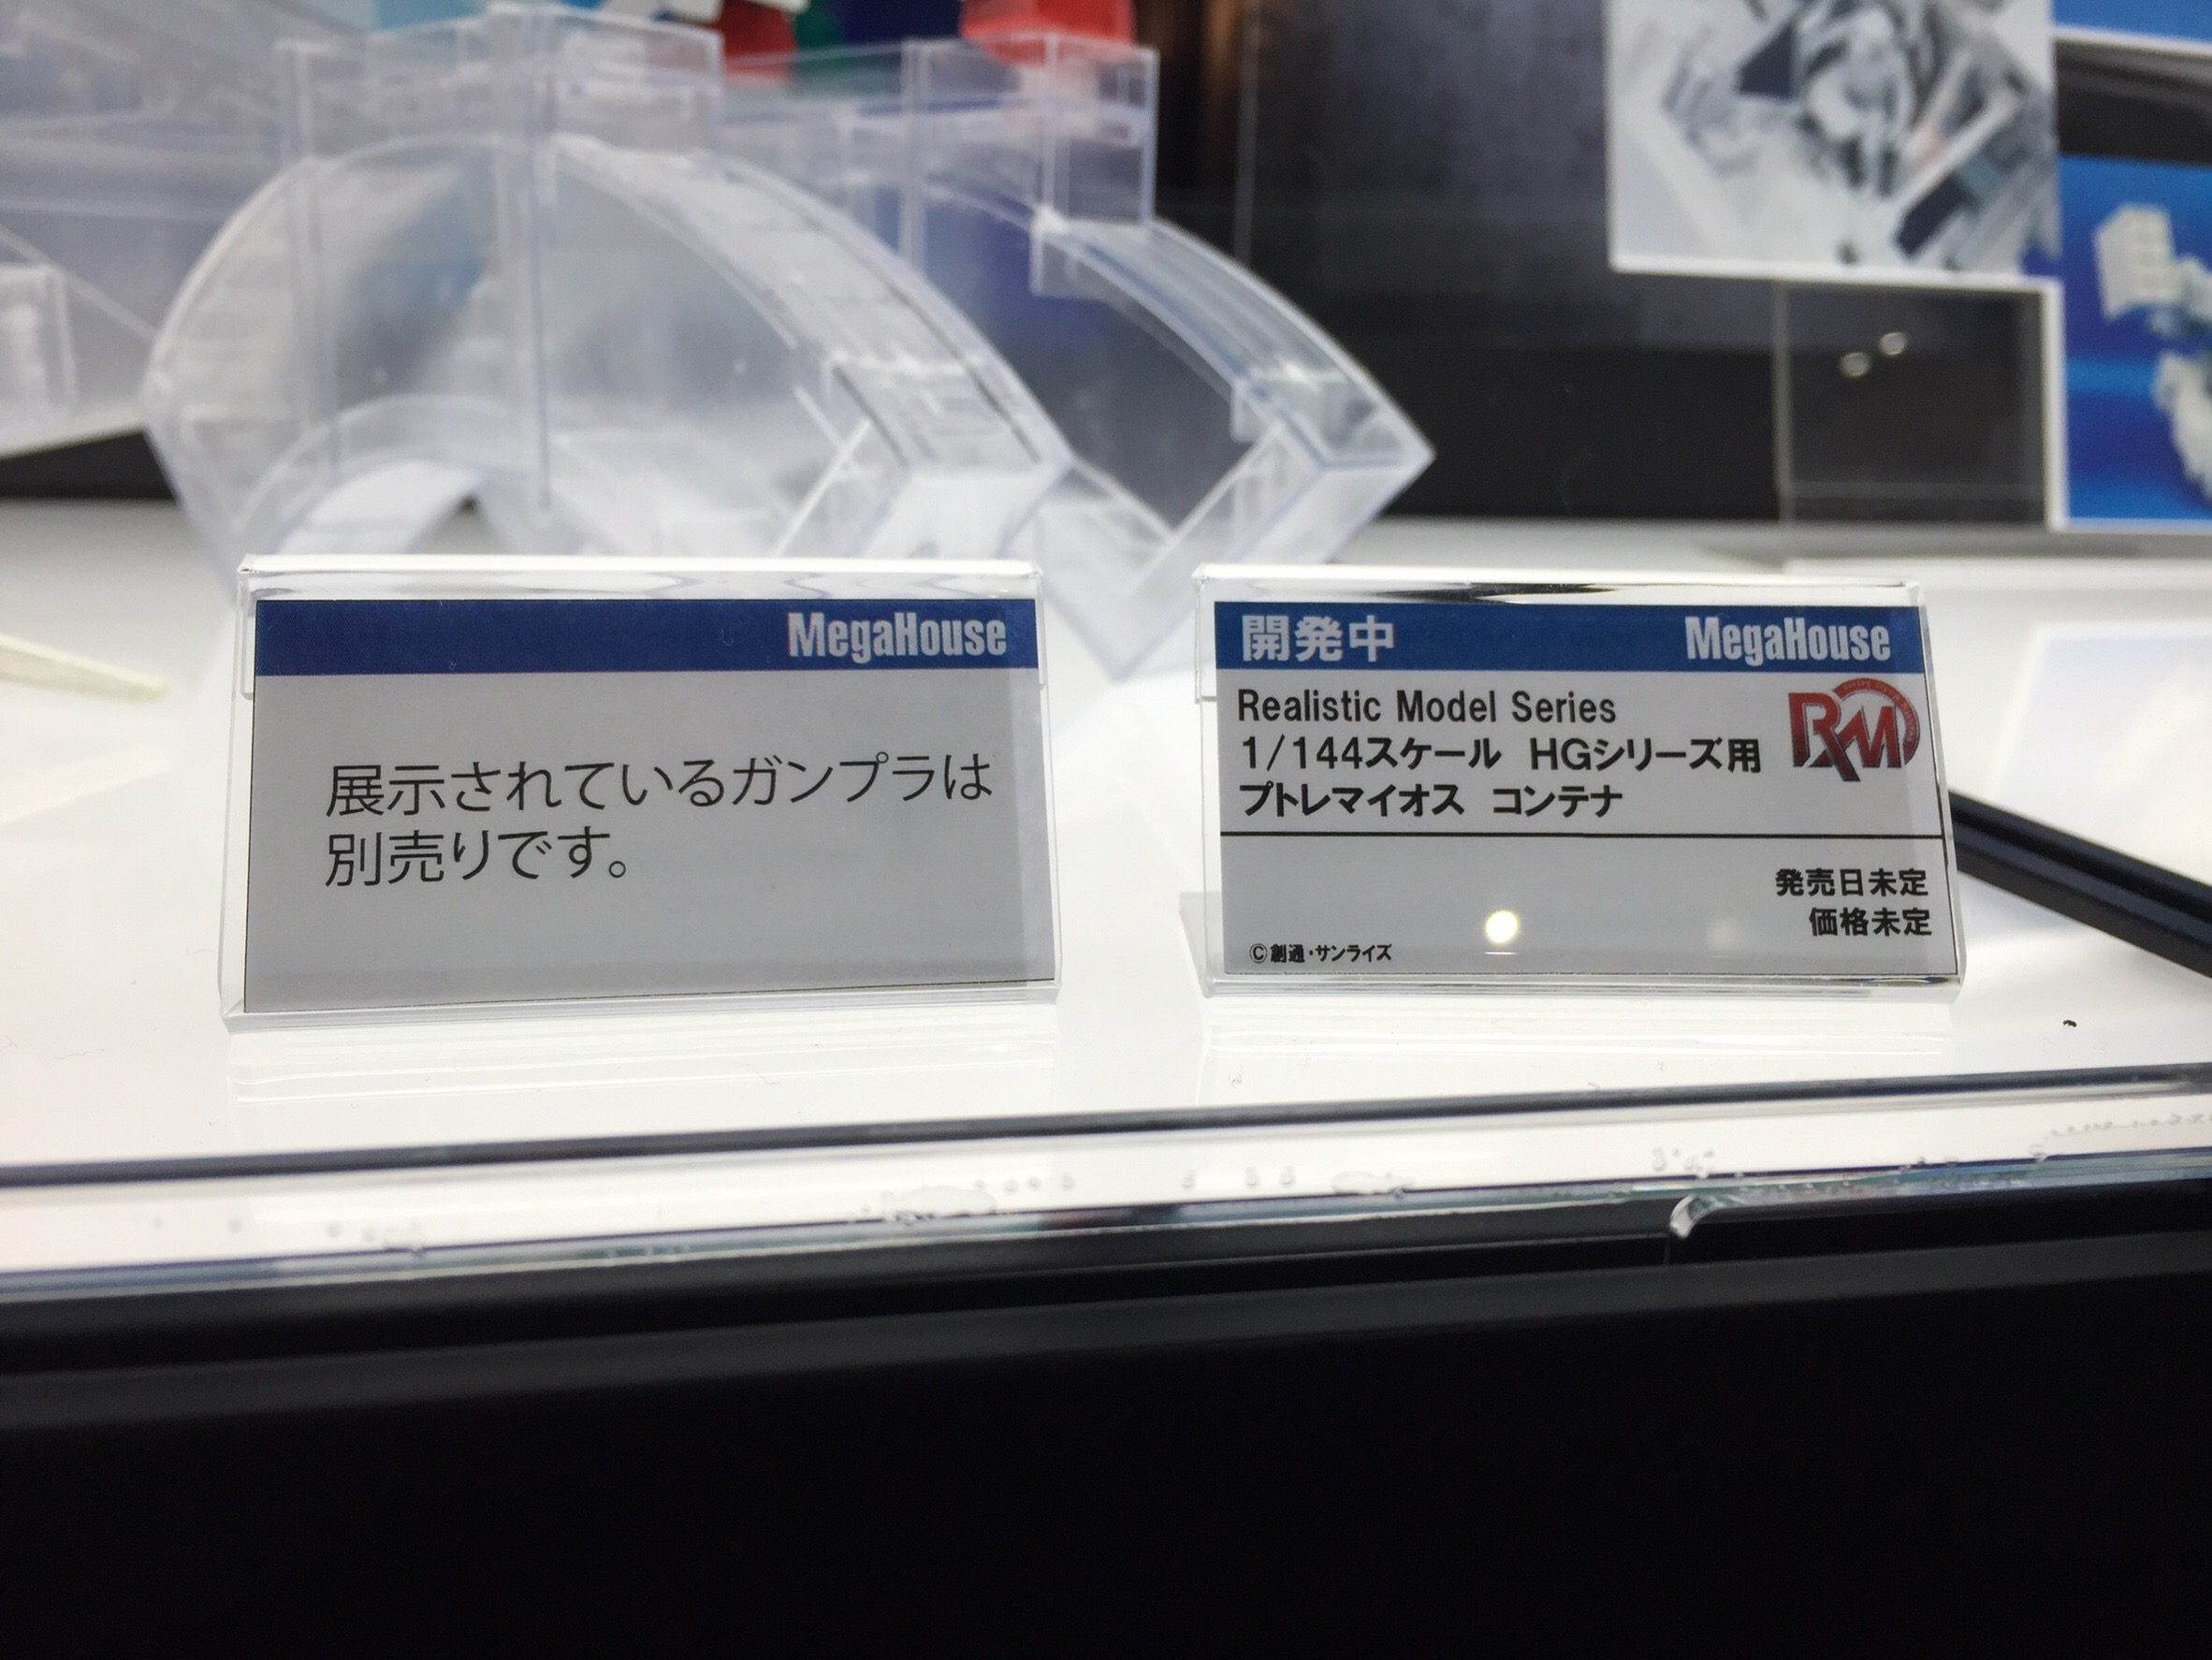 MegaHouse
展示されているガンプラは
別売りです。
開発中 MegaHouse
Realistic Model Series
RM
1/144スケール HGシリーズ用
プトレマイオス コンテナ
発売日未定
価格未定
©創通・サンライズ